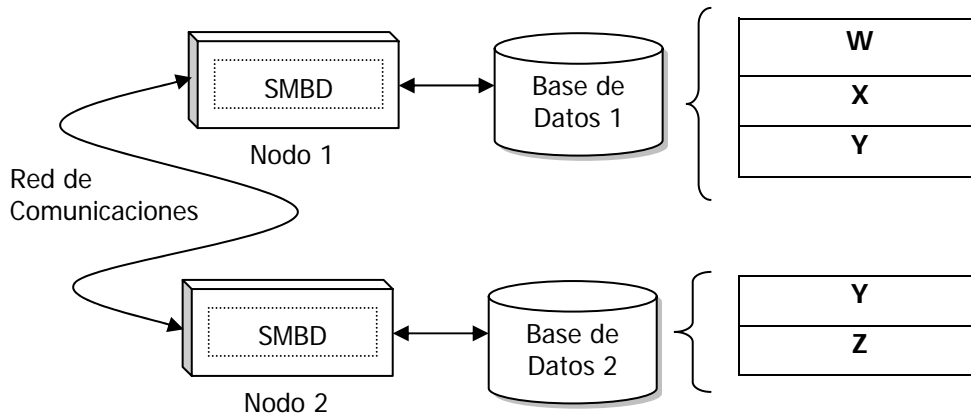 SMBD
Nodo 1
Base de
Datos 1
W
X
Y
Red de
Comunicaciones
SMBD
Nodo 2
Base de
Datos 2
Y
Z